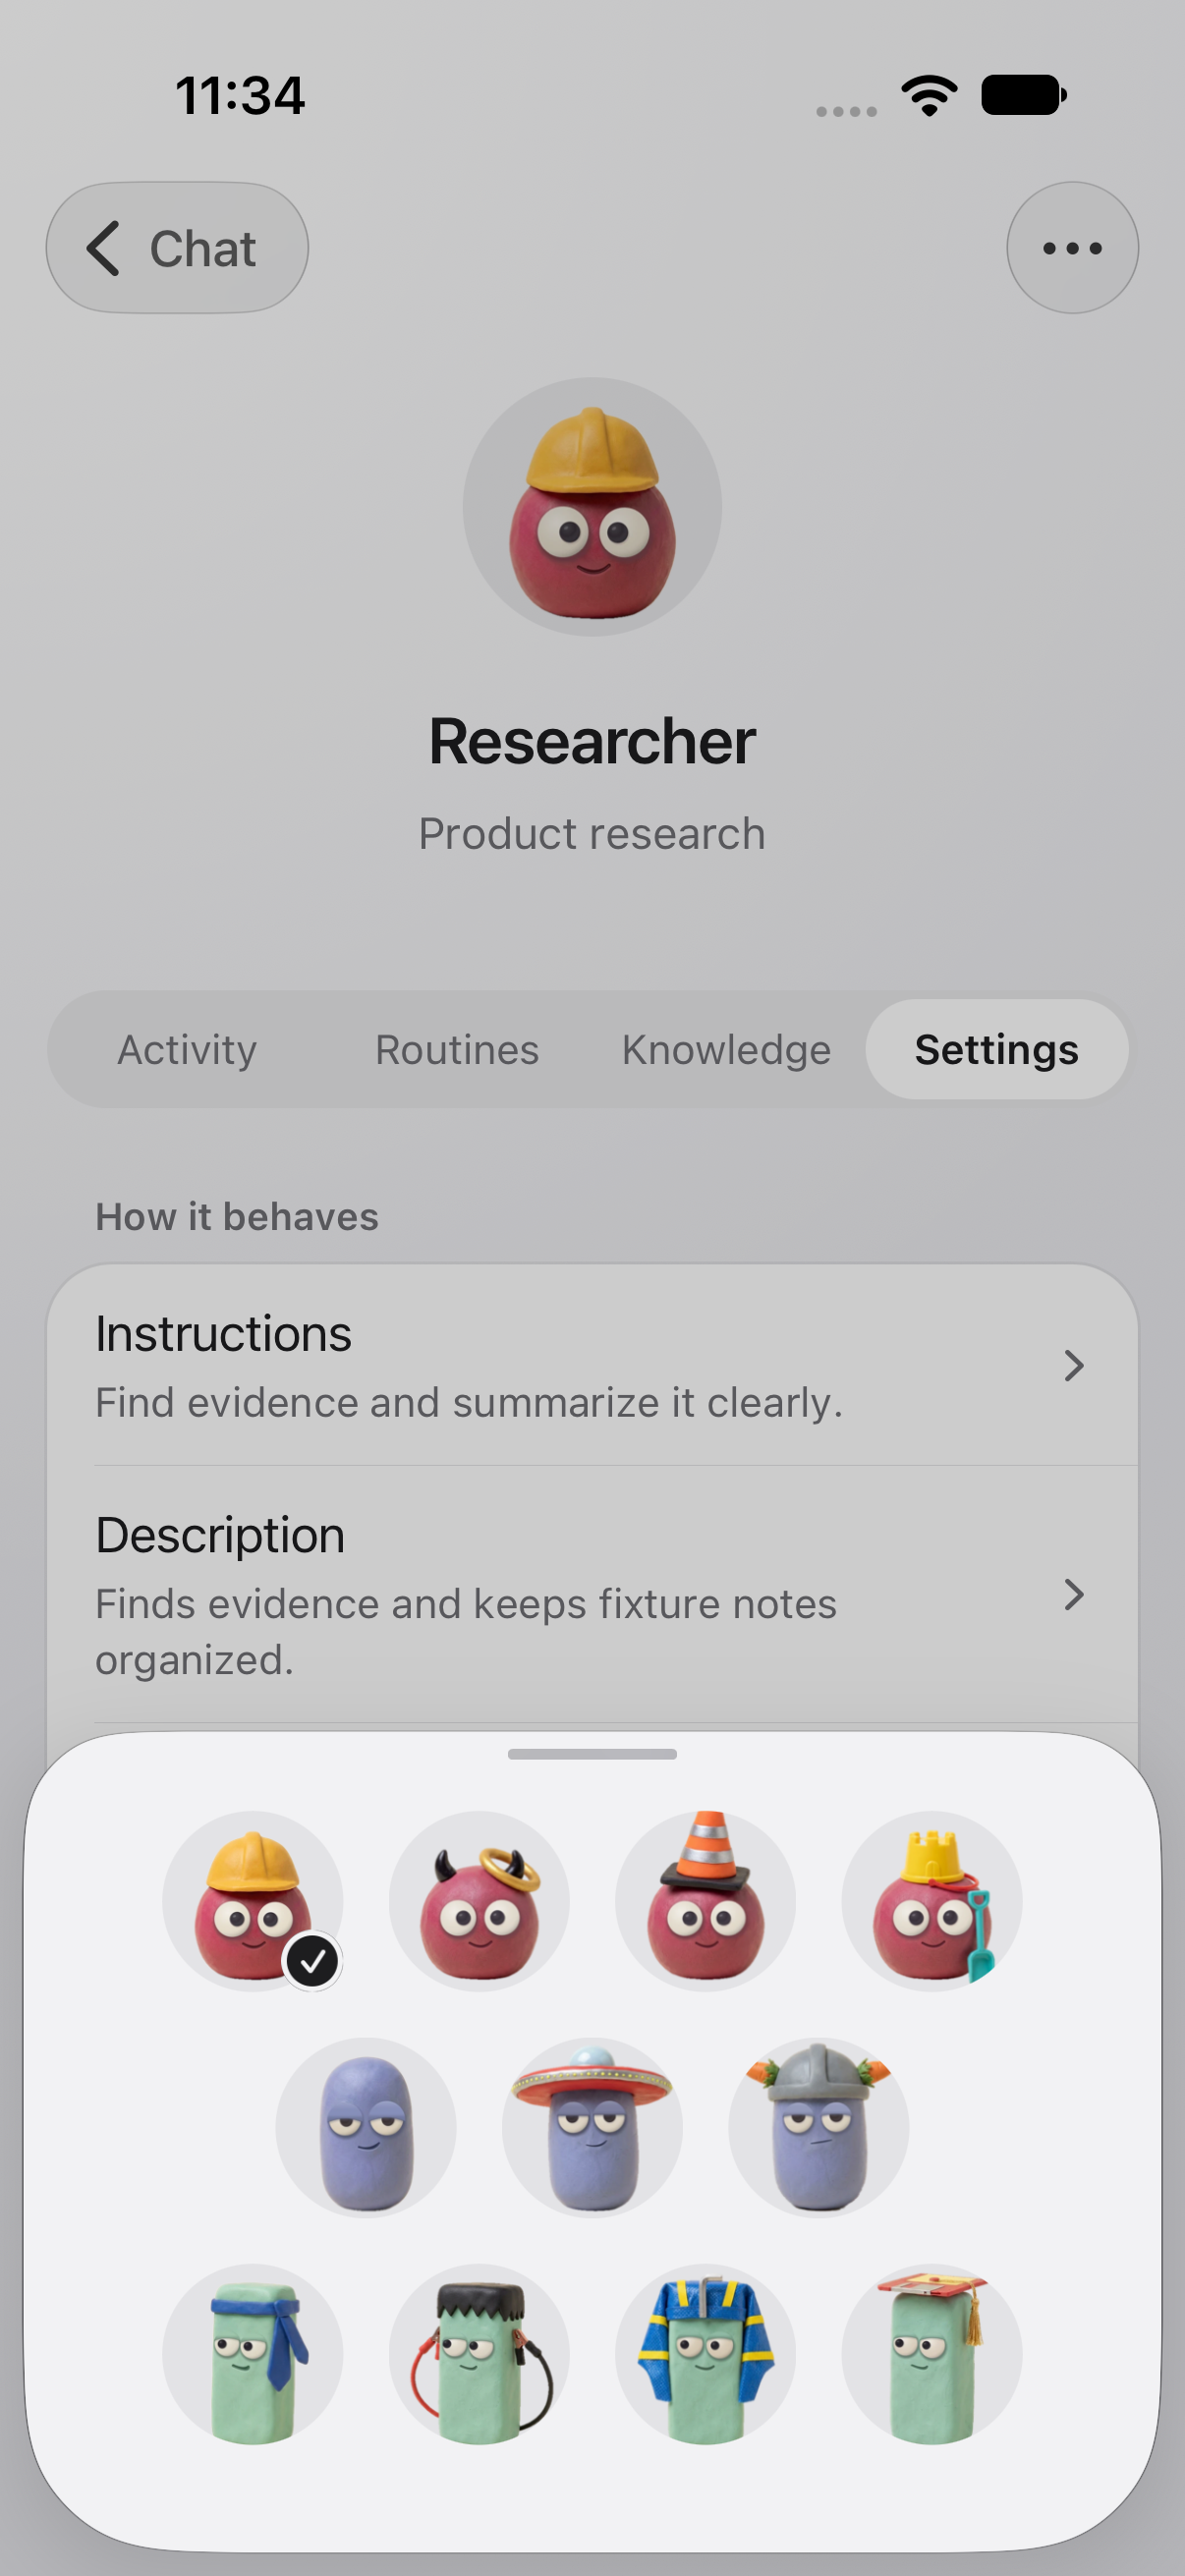 11:34
Chat
Researcher
Product research
Activity
Routines
Knowledge
Settings
How it behaves
Instructions
Find evidence and summarize it clearly.
Description
Finds evidence and keeps fixture notes
organized.